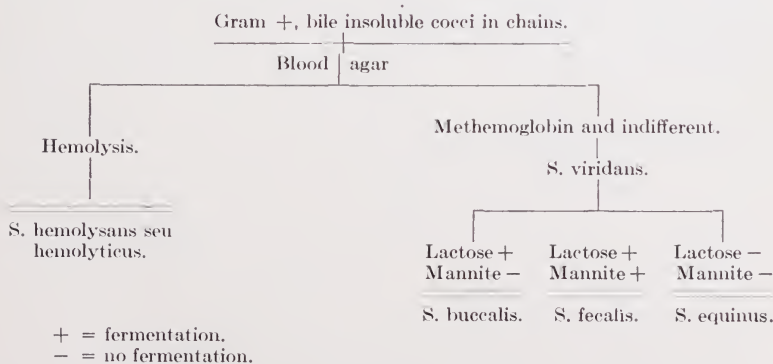 Gram +, bile insoluble cocci in chains.
Blood agar
Hemolysis.
S. hemolysans seu
hemolyticus.
Methemoglobin and indifferent.
S. viridans.
Lactose +
Mannite −
S. buccalis.
Lactose +
Mannite +
S. fecalis.
Lactose −
Mannite −
S. equinus.
+ = fermentation.
− = no fermentation.